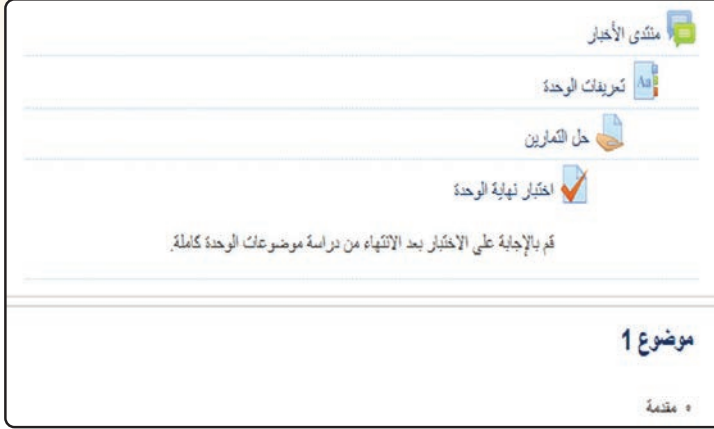 منتدى الأخبار
Aa
تعريفات الوحدة
حل التمارين
اختبار نهاية الوحدة
قم بالإجابة على الاختبار بعد الانتهاء من دراسة موضوعات الوحدة كاملة.
موضوع 1
• مقدمة